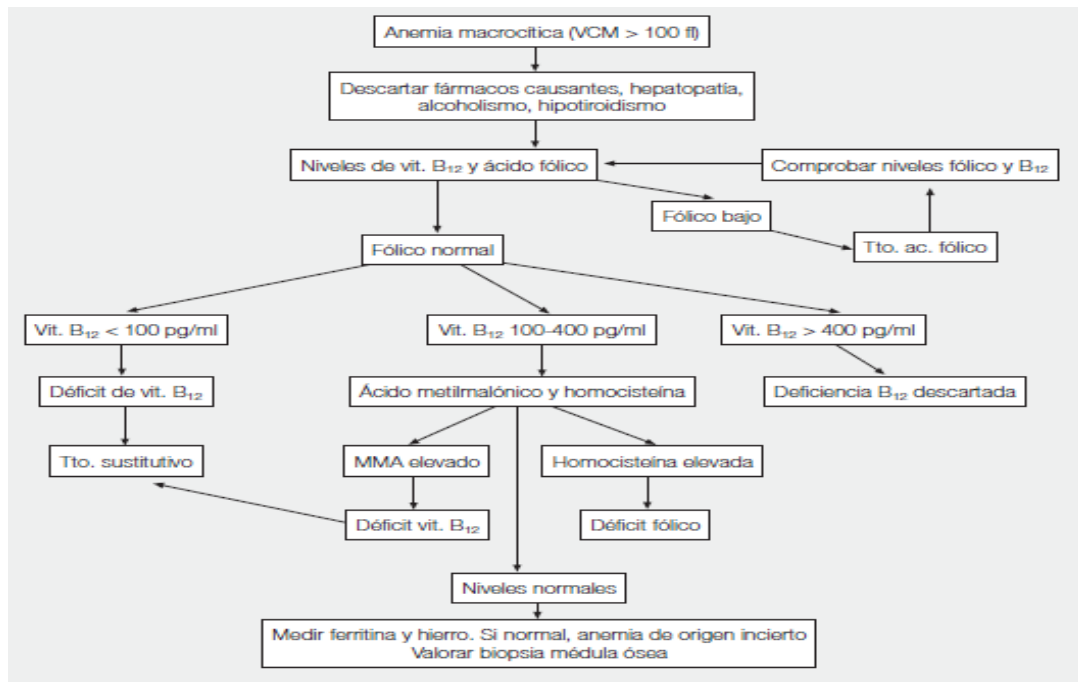 Anemia macrocítica (VCM > 100 fl)
Descartar fármacos causantes, hepatopatía,
alcoholismo, hipotiroidismo
Niveles de vit. B₁₂ y ácido fólico
Comprobar niveles fólico y B₁₂
Fólico bajo
Tto. ac. fólico
Fólico normal
Vit. B₁₂ < 100 pg/ml
Vit. B₁₂ 100-400 pg/ml
Vit. B₁₂ > 400 pg/ml
Déficit de vit. B₁₂
Ácido metilmalónico y homocisteína
Deficiencia B₁₂ descartada
Tto. sustitutivo
MMA elevado
Homocisteína elevada
Déficit vit. B₁₂
Déficit fólico
Niveles normales
Medir ferritina y hierro. Si normal, anemia de origen incierto
Valorar biopsia médula ósea